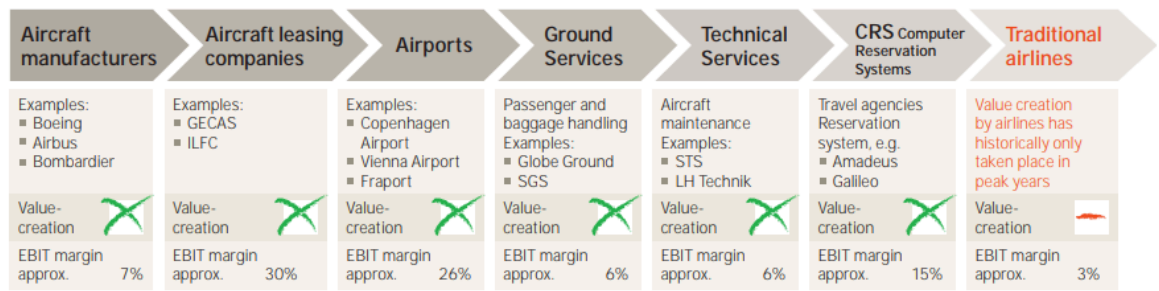 Aircraft
manufacturers
Aircraft leasing
companies
Airports
Ground
Services
Technical
Services
CRS Computer
Reservation
Systems
Traditional
airlines
Examples:
▪ Boeing
▪ Airbus
▪ Bombardier
Value-
creation
EBIT margin
approx. 7%
Examples:
▪ GECAS
▪ ILFC
Value-
creation
EBIT margin
approx. 30%
Examples:
▪ Copenhagen
Airport
▪ Vienna Airport
▪ Fraport
Value-
creation
EBIT margin
approx. 26%
Passenger and
baggage handling
Examples:
▪ Globe Ground
▪ SGS
Value-
creation
EBIT margin
approx. 6%
Aircraft
maintenance
Examples:
▪ STS
▪ LH Technik
Value-
creation
EBIT margin
approx. 6%
Travel agencies
Reservation
system, e.g.
▪ Amadeus
▪ Galileo
Value-
creation
EBIT margin
approx. 15%
Value creation
by airlines has
historically only
taken place in
peak years
Value-
creation
EBIT margin
approx. 3%